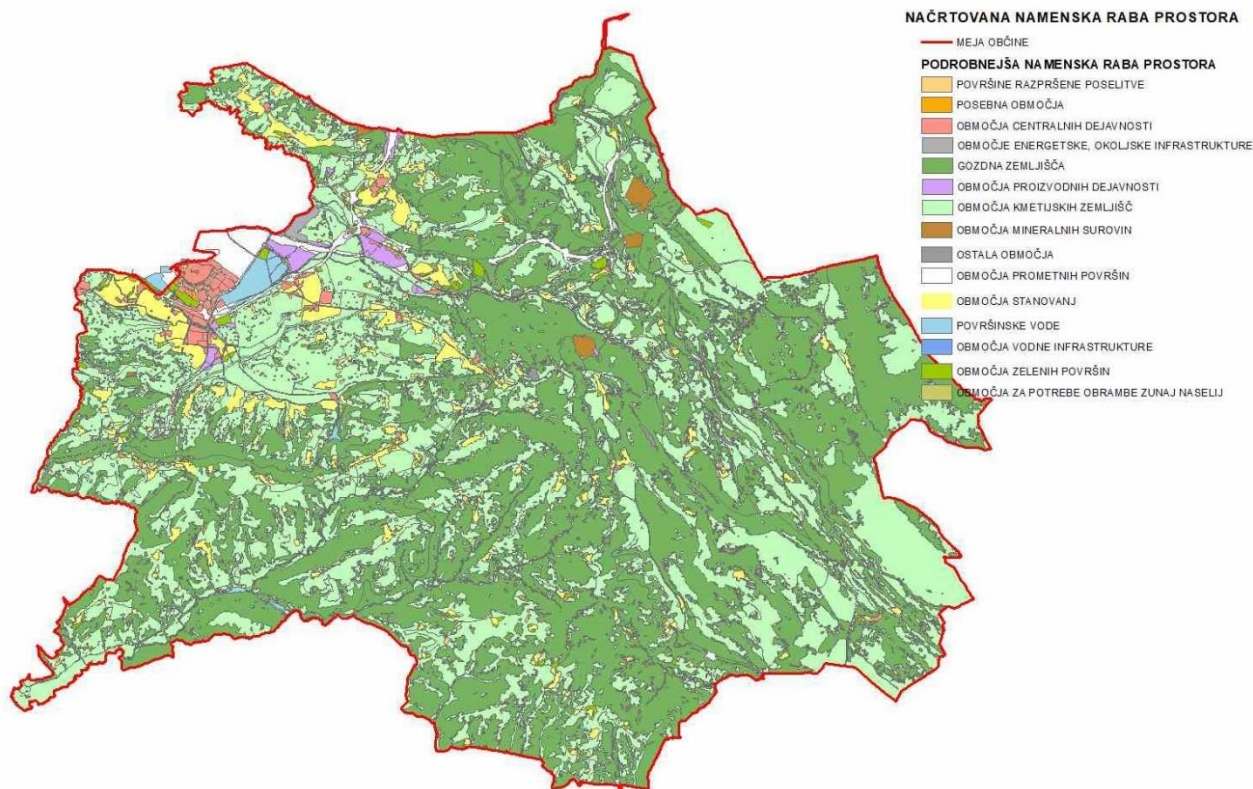 NAČRTOVANA NAMENSKA RABA PROSTORA
MEJA OBČINE
PODROBNEJŠA NAMENSKA RABA PROSTORA
POVRŠINE RAZPRŠENE POSELITVE
POSEBNA OBMOČJA
OBMOČJA CENTRALNIH DEJAVNOSTI
OBMOČJE ENERGETSKE, OKOLJSKE INFRASTRUKTURE
GOZDNA ZEMLJIŠČA
OBMOČJA PROIZVODNIH DEJAVNOSTI
OBMOČJA KMETIJSKIH ZEMLJIŠČ
OBMOČJA MINERALNIH SUROVIN
OSTALA OBMOČJA
OBMOČJA PROMETNIH POVRŠIN
OBMOČJA STANOVANJ
POVRŠINSKE VODE
OBMOČJA VODNE INFRASTRUKTURE
OBMOČJA ZELENIH POVRŠIN
OBMOČJA ZA POTREBE OBRAMBE ZUNAJ NASELIJ